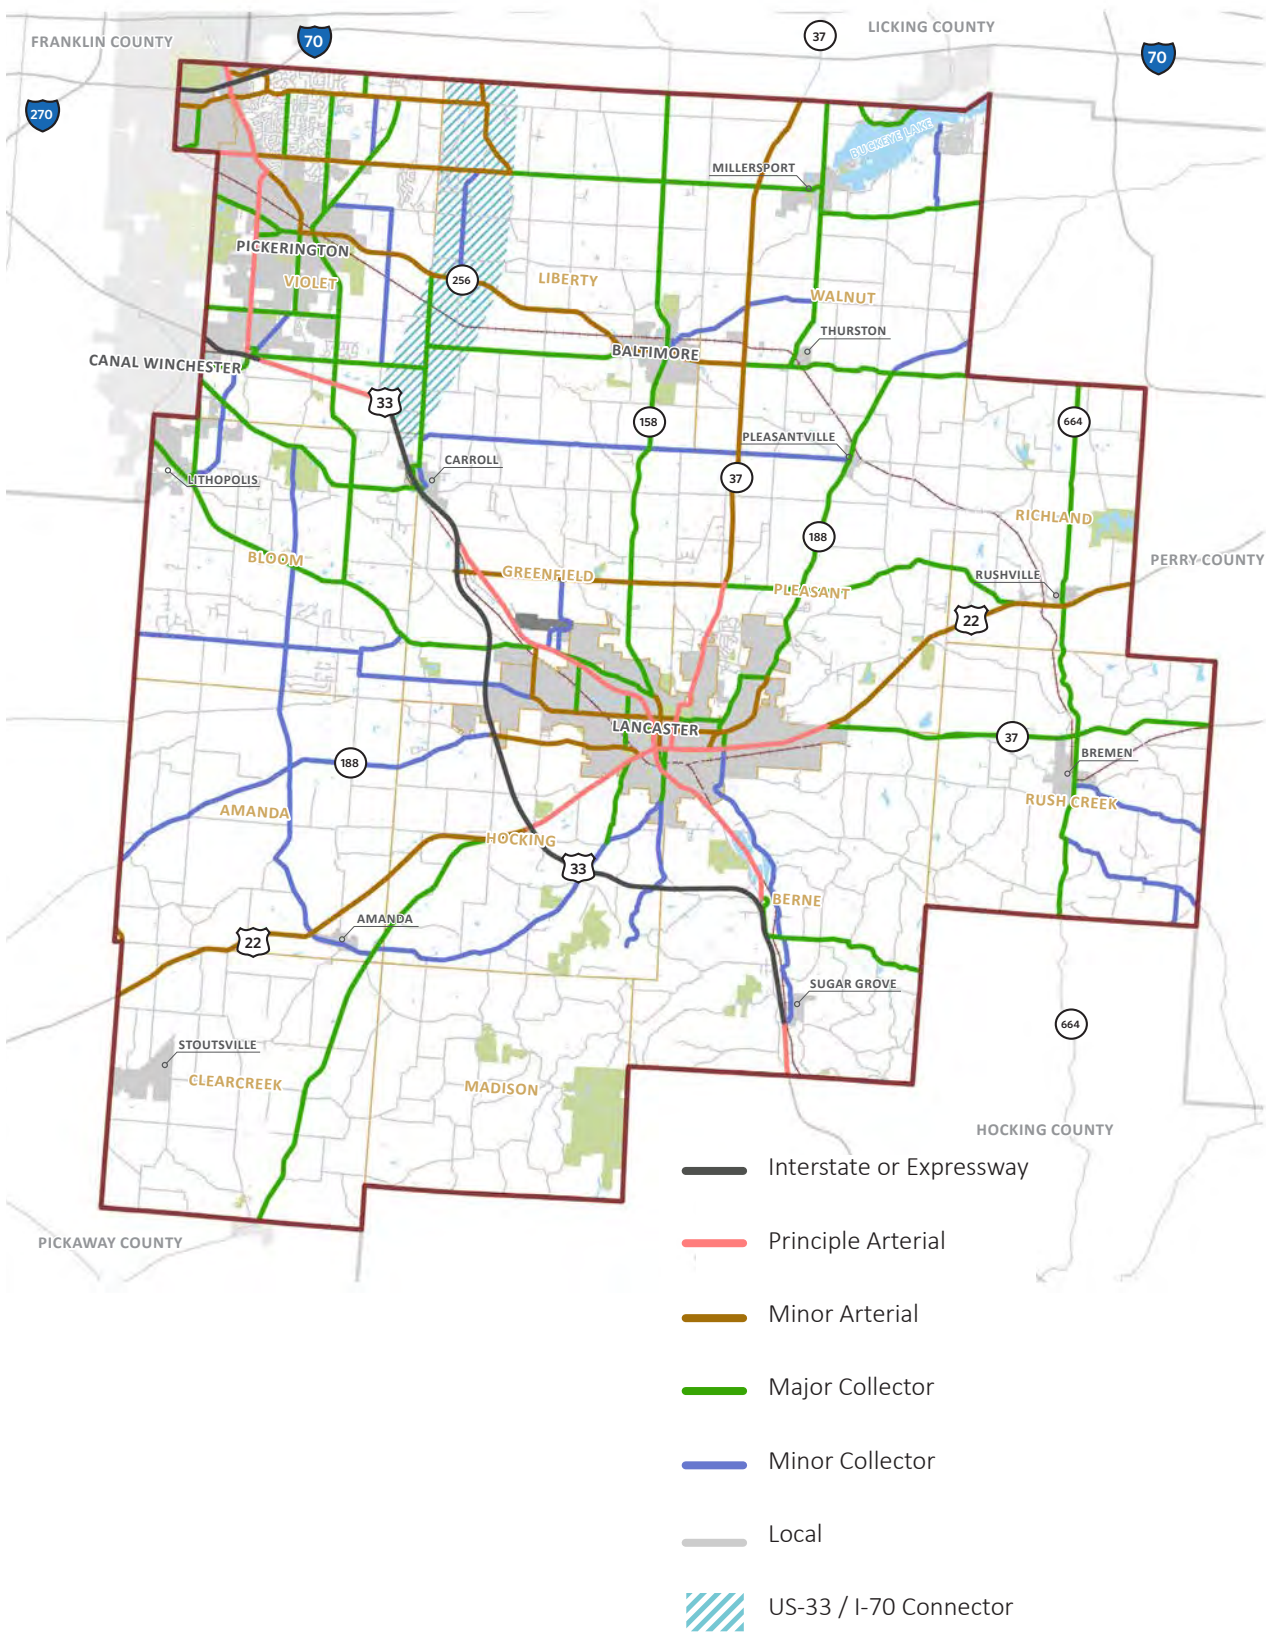 LICKING COUNTY
FRANKLIN COUNTY
70
37
70
270
BUCKEYE LAKE
MILLERSPORT
PICKERINGTON
VIOLET
256
LIBERTY
WALNUT
THURSTON
BALTIMORE
CANAL WINCHESTER
33
158
664
PLEASANTVILLE
CARROLL
37
LITHOPOLIS
RICHLAND
188
BLOOM
PERRY COUNTY
GREENFIELD
RUSHVILLE
PLEASANT
22
LANCASTER
37
188
BREMEN
RUSH CREEK
AMANDA
HOCKING
33
BERNE
AMANDA
22
SUGAR GROVE
664
STOUTSVILLE
CLEARCREEK
MADISON
HOCKING COUNTY
PICKAWAY COUNTY
Interstate or Expressway
Principle Arterial
Minor Arterial
Major Collector
Minor Collector
Local
US-33 / I-70 Connector